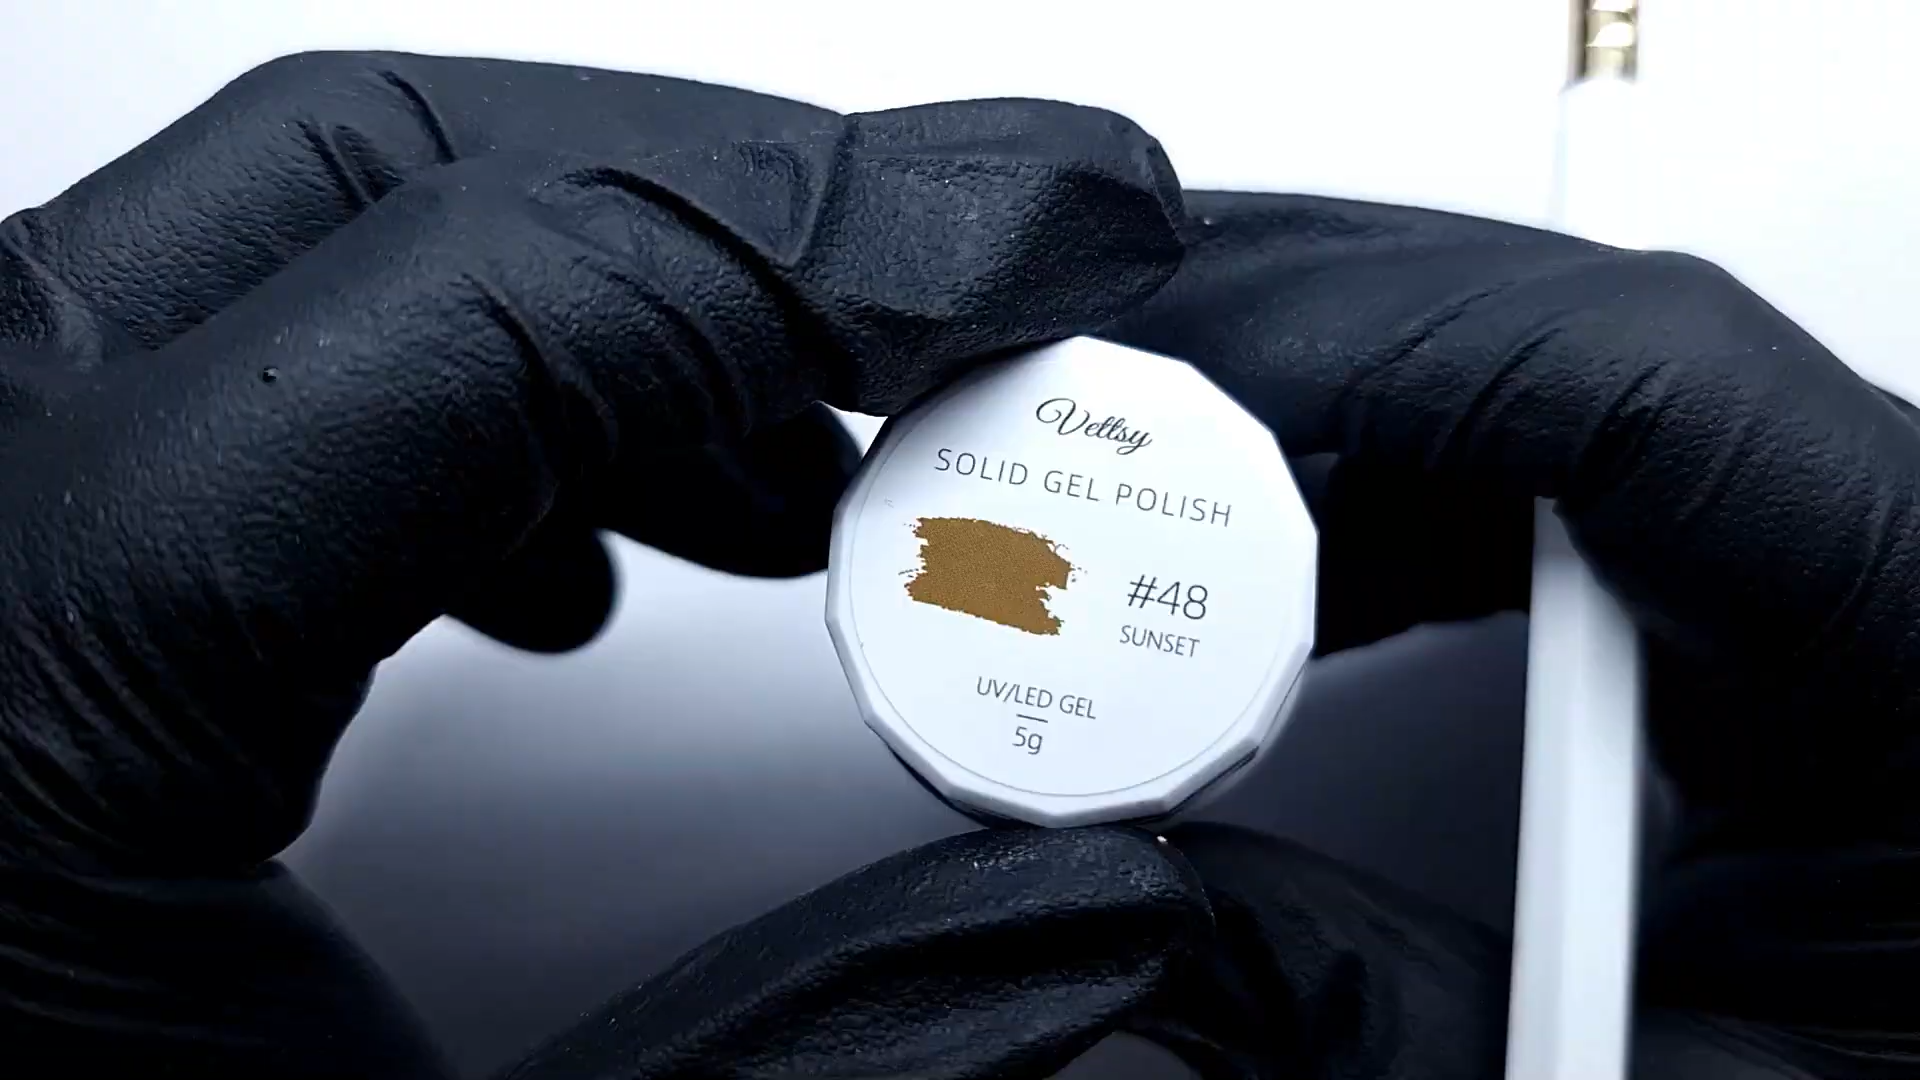 Vettsy
SOLID GEL POLISH
#48
SUNSET
UV/LED GEL
5g